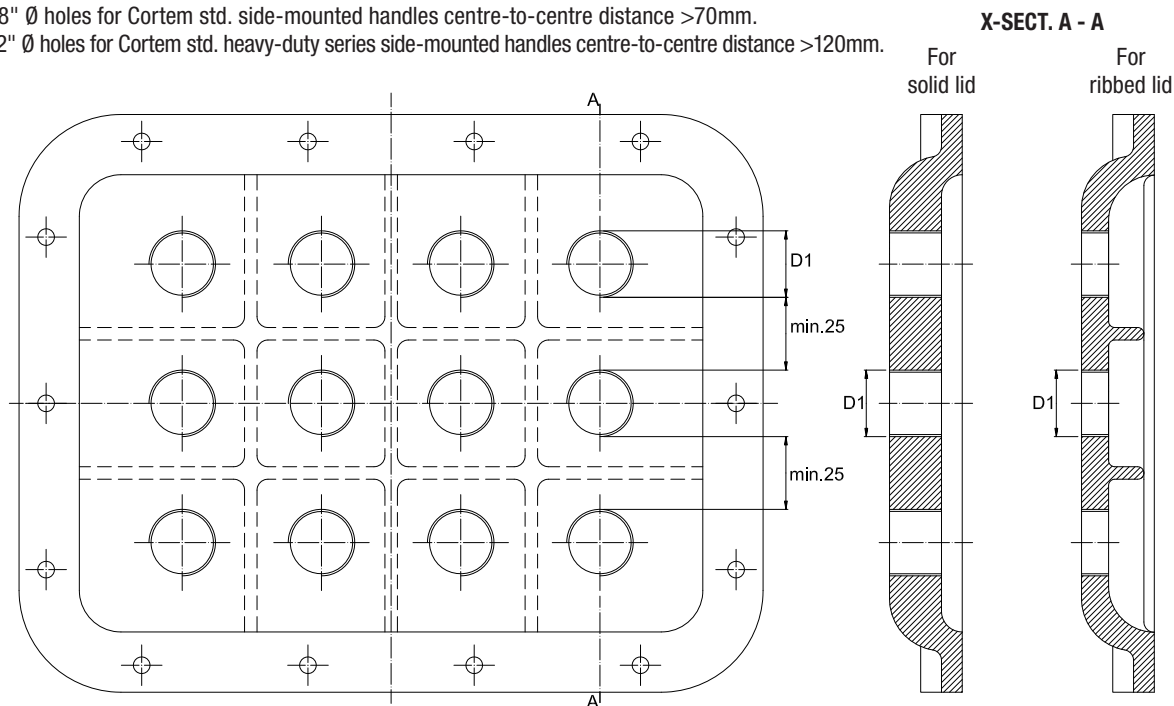 8" Ø holes for Cortem std. side-mounted handles centre-to-centre distance >70mm.
2" Ø holes for Cortem std. heavy-duty series side-mounted handles centre-to-centre distance >120mm.
X-SECT. A - A
For
solid lid
For
ribbed lid
A
D1
min.25
D1
D1
min.25
A